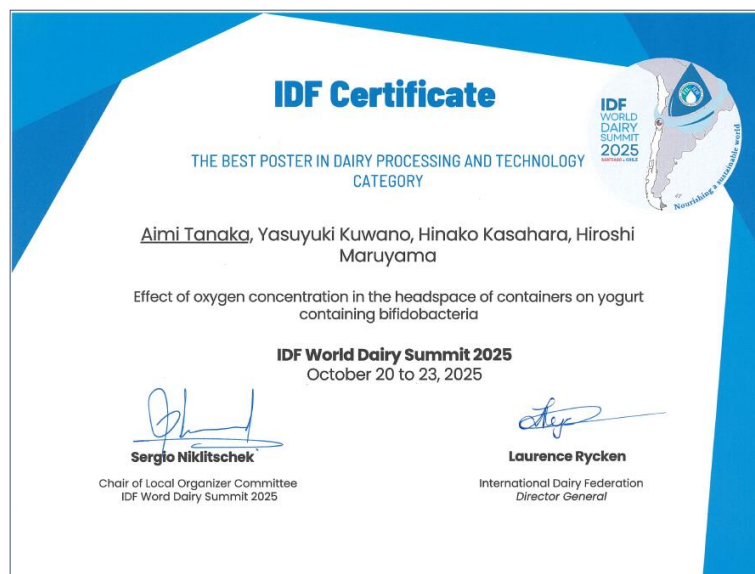 IDF Certificate
IDF
WORLD
DAIRY
SUMMIT
2025
SANTIAGO • CHILE
Nourishing a sustainable world
THE BEST POSTER IN DAIRY PROCESSING AND TECHNOLOGY
CATEGORY
Aimi Tanaka, Yasuyuki Kuwano, Hinako Kasahara, Hiroshi
Maruyama
Effect of oxygen concentration in the headspace of containers on yogurt
containing bifidobacteria
IDF World Dairy Summit 2025
October 20 to 23, 2025
Sergio Niklitschek
Chair of Local Organizer Committee
IDF Word Dairy Summit 2025
Laurence Rycken
International Dairy Federation
Director General